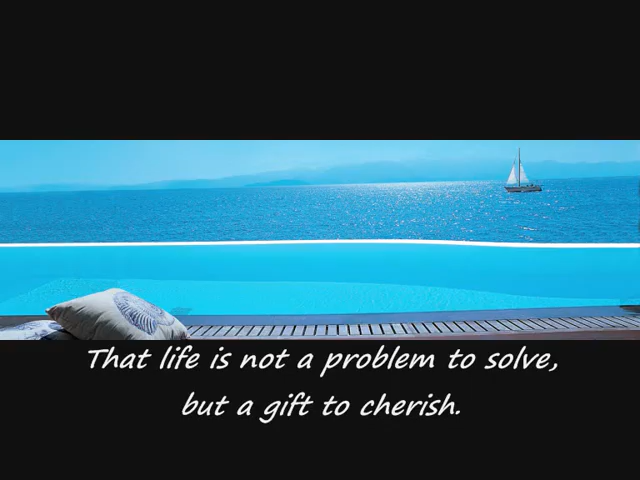 That life is not a problem to solve,
but a gift to cherish.